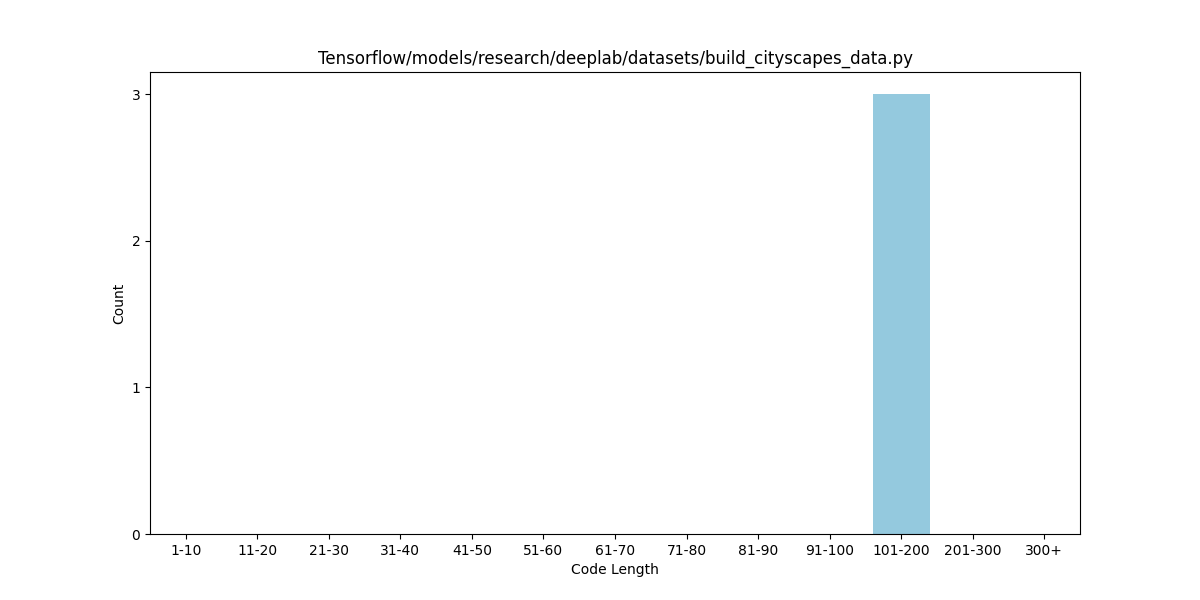 Tensorflow/models/research/deeplab/datasets/build_cityscapes_data.py
3
2
1
0
Count
1-10 11-20 21-30 31-40 41-50 51-60 61-70 71-80 81-90 91-100 101-200 201-300 300+
Code Length